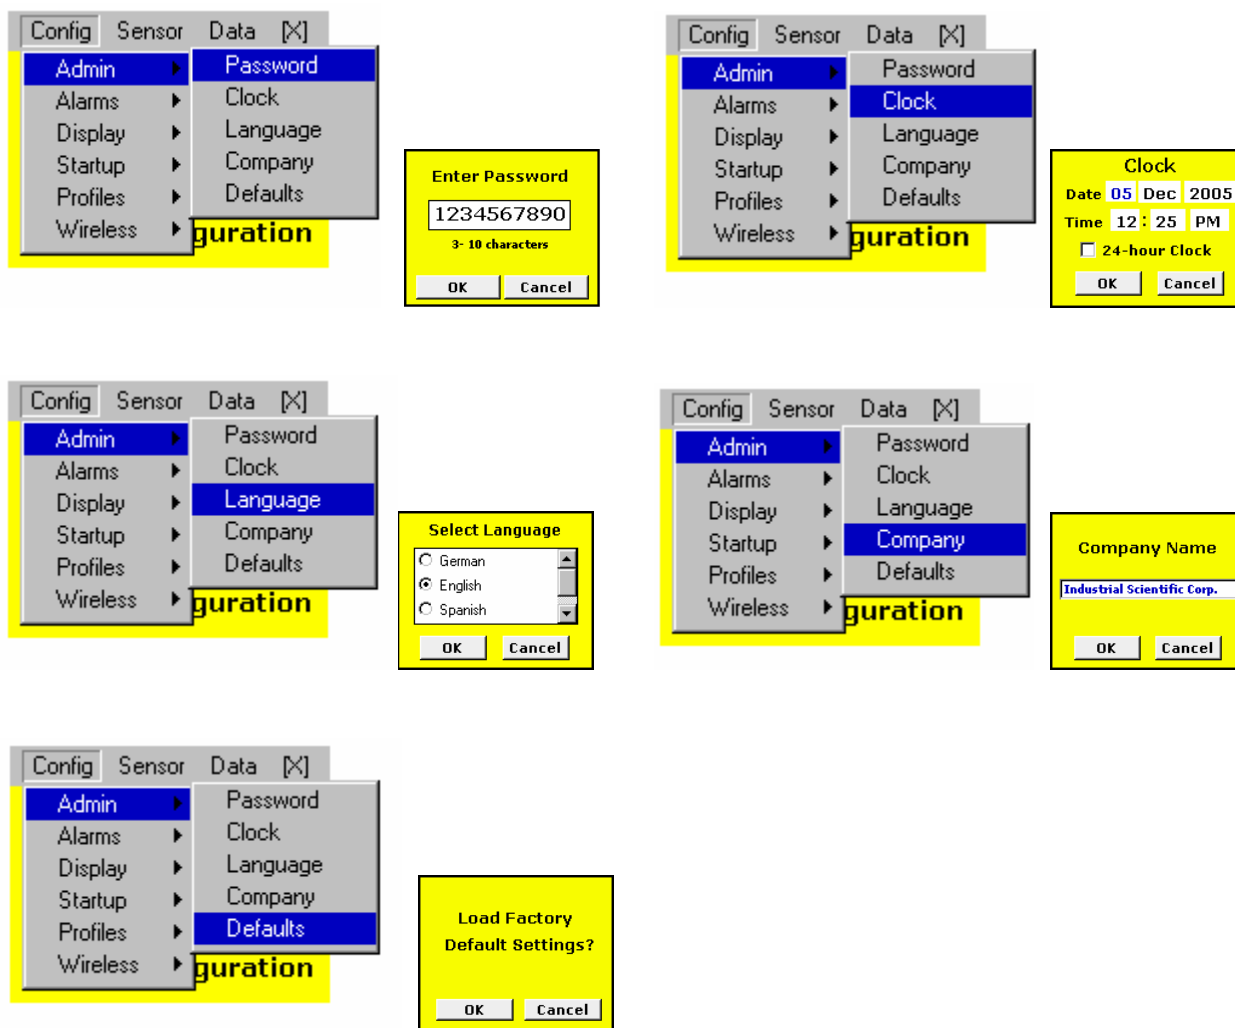 Config Sensor Data [X]
Admin Password
Alarms Clock
Display Language
Startup Company
Profiles Defaults
Wireless
guration
Enter Password
1234567890
3- 10 characters
OK Cancel
Config Sensor Data [X]
Admin Password
Alarms Clock
Display Language
Startup Company
Profiles Defaults
Wireless
guration
Clock
Date 05 Dec 2005
Time 12 : 25 PM
24-hour Clock
OK Cancel
Config Sensor Data [X]
Admin Password
Alarms Clock
Display Language
Startup Company
Profiles Defaults
Wireless
guration
Select Language
German
English
Spanish
OK Cancel
Config Sensor Data [X]
Admin Password
Alarms Clock
Display Language
Startup Company
Profiles Defaults
Wireless
guration
Company Name
Industrial Scientific Corp.
OK Cancel
Config Sensor Data [X]
Admin Password
Alarms Clock
Display Language
Startup Company
Profiles Defaults
Wireless
guration
Load Factory
Default Settings?
OK Cancel